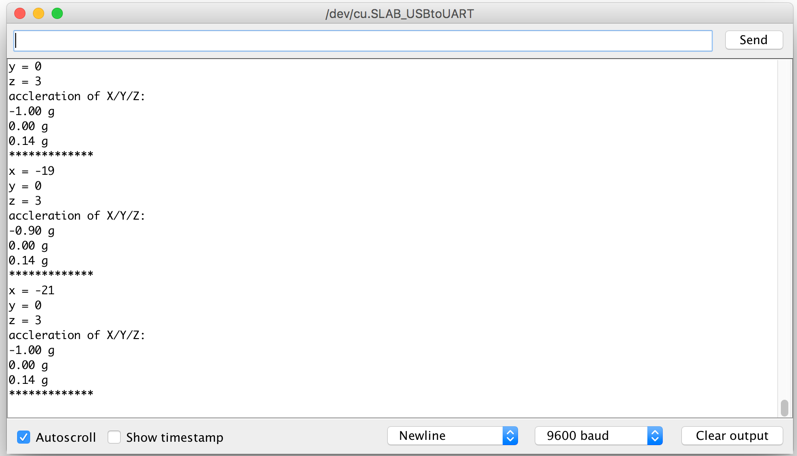 /dev/cu.SLAB_USBtoUART
Send
y = 0
z = 3
accleration of X/Y/Z:
-1.00 g
0.00 g
0.14 g
*************
x = -19
y = 0
z = 3
accleration of X/Y/Z:
-0.90 g
0.00 g
0.14 g
*************
x = -21
y = 0
z = 3
accleration of X/Y/Z:
-1.00 g
0.00 g
0.14 g
*************
Autoscroll Show timestamp Newline 9600 baud Clear output